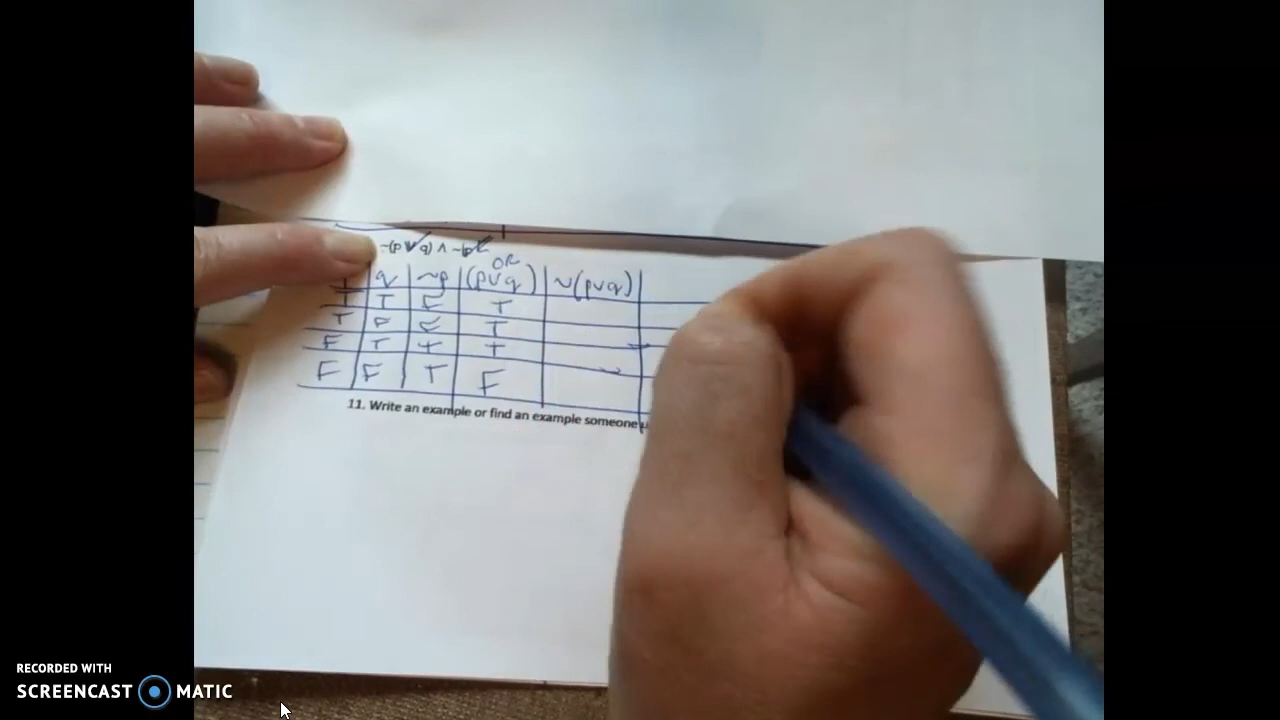 ~(p V q) ∧ ~p
OR
q ~p (p∨q) ~(p∨q)
T T F T
T F F T
F T T T
F F T F
11. Write an example or find an example someone
RECORDED WITH
SCREENCAST MATIC